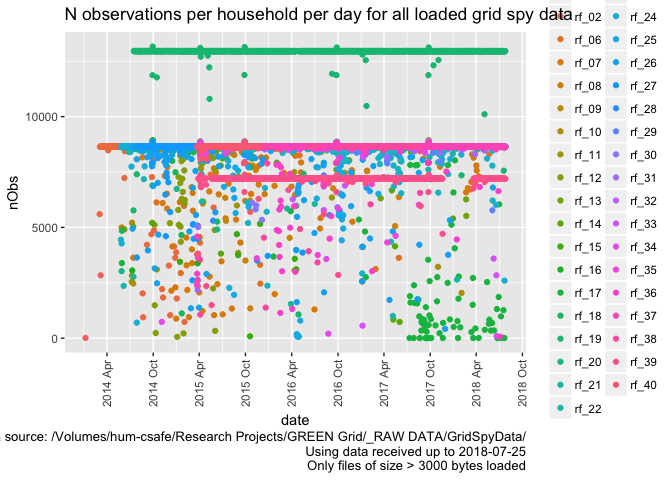 N observations per household per day for all loaded grid spy data
nObs
10000
5000
0
2014 Apr
2014 Oct
2015 Apr
2015 Oct
2016 Apr
2016 Oct
2017 Apr
2017 Oct
2018 Apr
2018 Oct
date
source: /Volumes/hum-csafe/Research Projects/GREEN Grid/_RAW DATA/GridSpyData/
Using data received up to 2018-07-25
Only files of size > 3000 bytes loaded
rf_02
rf_06
rf_07
rf_08
rf_09
rf_10
rf_11
rf_12
rf_13
rf_14
rf_15
rf_16
rf_17
rf_18
rf_19
rf_20
rf_21
rf_22
rf_24
rf_25
rf_26
rf_27
rf_28
rf_29
rf_30
rf_31
rf_32
rf_33
rf_34
rf_35
rf_36
rf_37
rf_38
rf_39
rf_40